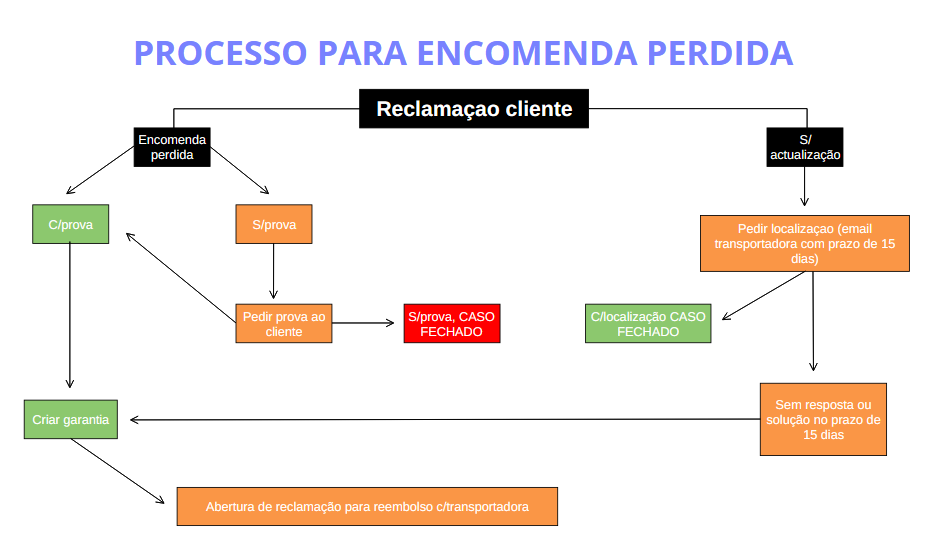 PROCESSO PARA ENCOMENDA PERDIDA
Reclamaçao cliente
Encomenda
perdida
S/
actualização
C/prova
S/prova
Pedir localizaçao (email
transportadora com prazo de 15
dias)
Pedir prova ao
cliente
S/prova, CASO
FECHADO
C/localização CASO
FECHADO
Criar garantia
Sem resposta ou
solução no prazo de
15 dias
Abertura de reclamação para reembolso c/transportadora